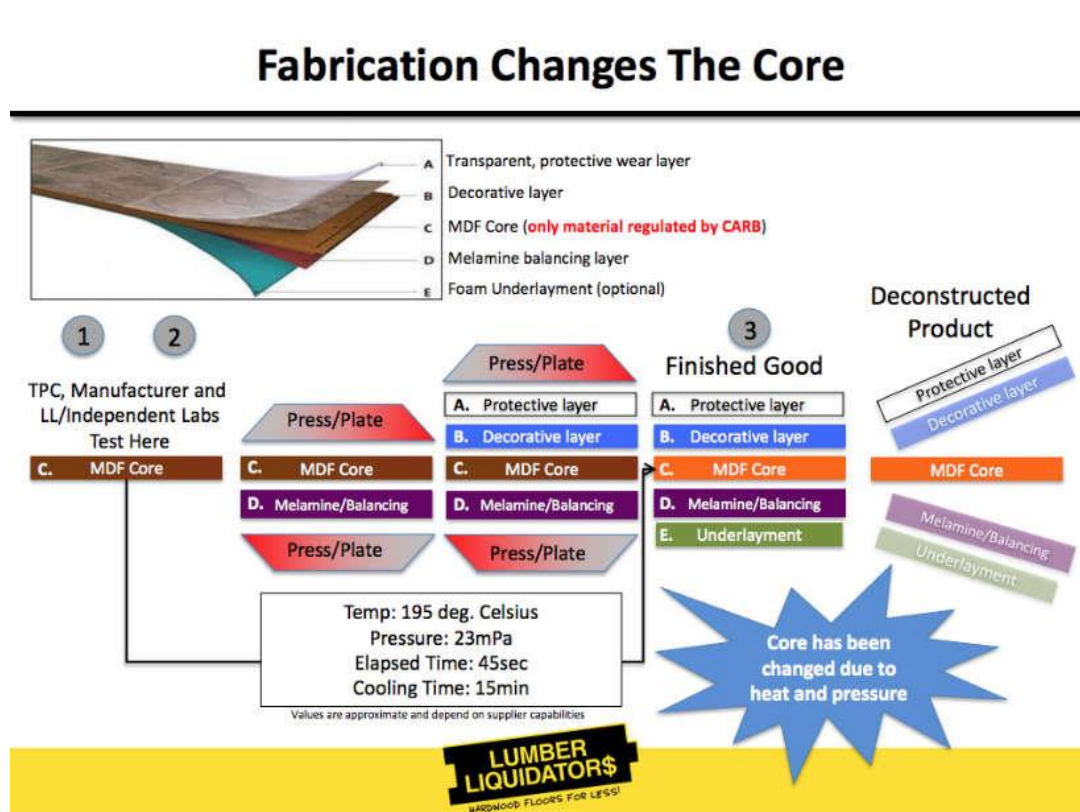 Fabrication Changes The Core
A Transparent, protective wear layer
B Decorative layer
C MDF Core (only material regulated by CARB)
D Melamine balancing layer
E Foam Underlayment (optional)
1
2
TPC, Manufacturer and
LL/Independent Labs
Test Here
C. MDF Core
Press/Plate
C. MDF Core
D. Melamine/Balancing
Press/Plate
Press/Plate
A. Protective layer
B. Decorative layer
C. MDF Core
D. Melamine/Balancing
Press/Plate
3
Finished Good
A. Protective layer
B. Decorative layer
C. MDF Core
D. Melamine/Balancing
E. Underlayment
Deconstructed
Product
Protective layer
Decorative layer
MDF Core
Melamine/Balancing
Underlayment
Temp: 195 deg. Celsius
Pressure: 23mPa
Elapsed Time: 45sec
Cooling Time: 15min
Values are approximate and depend on supplier capabilities
Core has been
changed due to
heat and pressure
LUMBER
LIQUIDATOR$
HARDWOOD FLOORS FOR LESS!